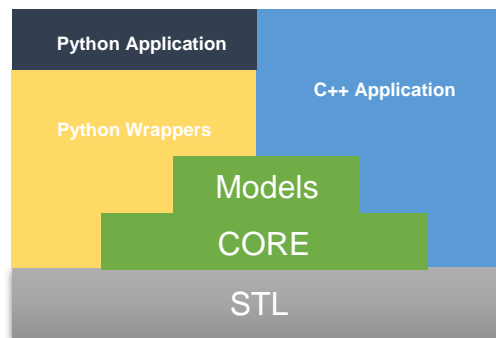 Python Application
C++ Application
Python Wrappers
Models
CORE
STL